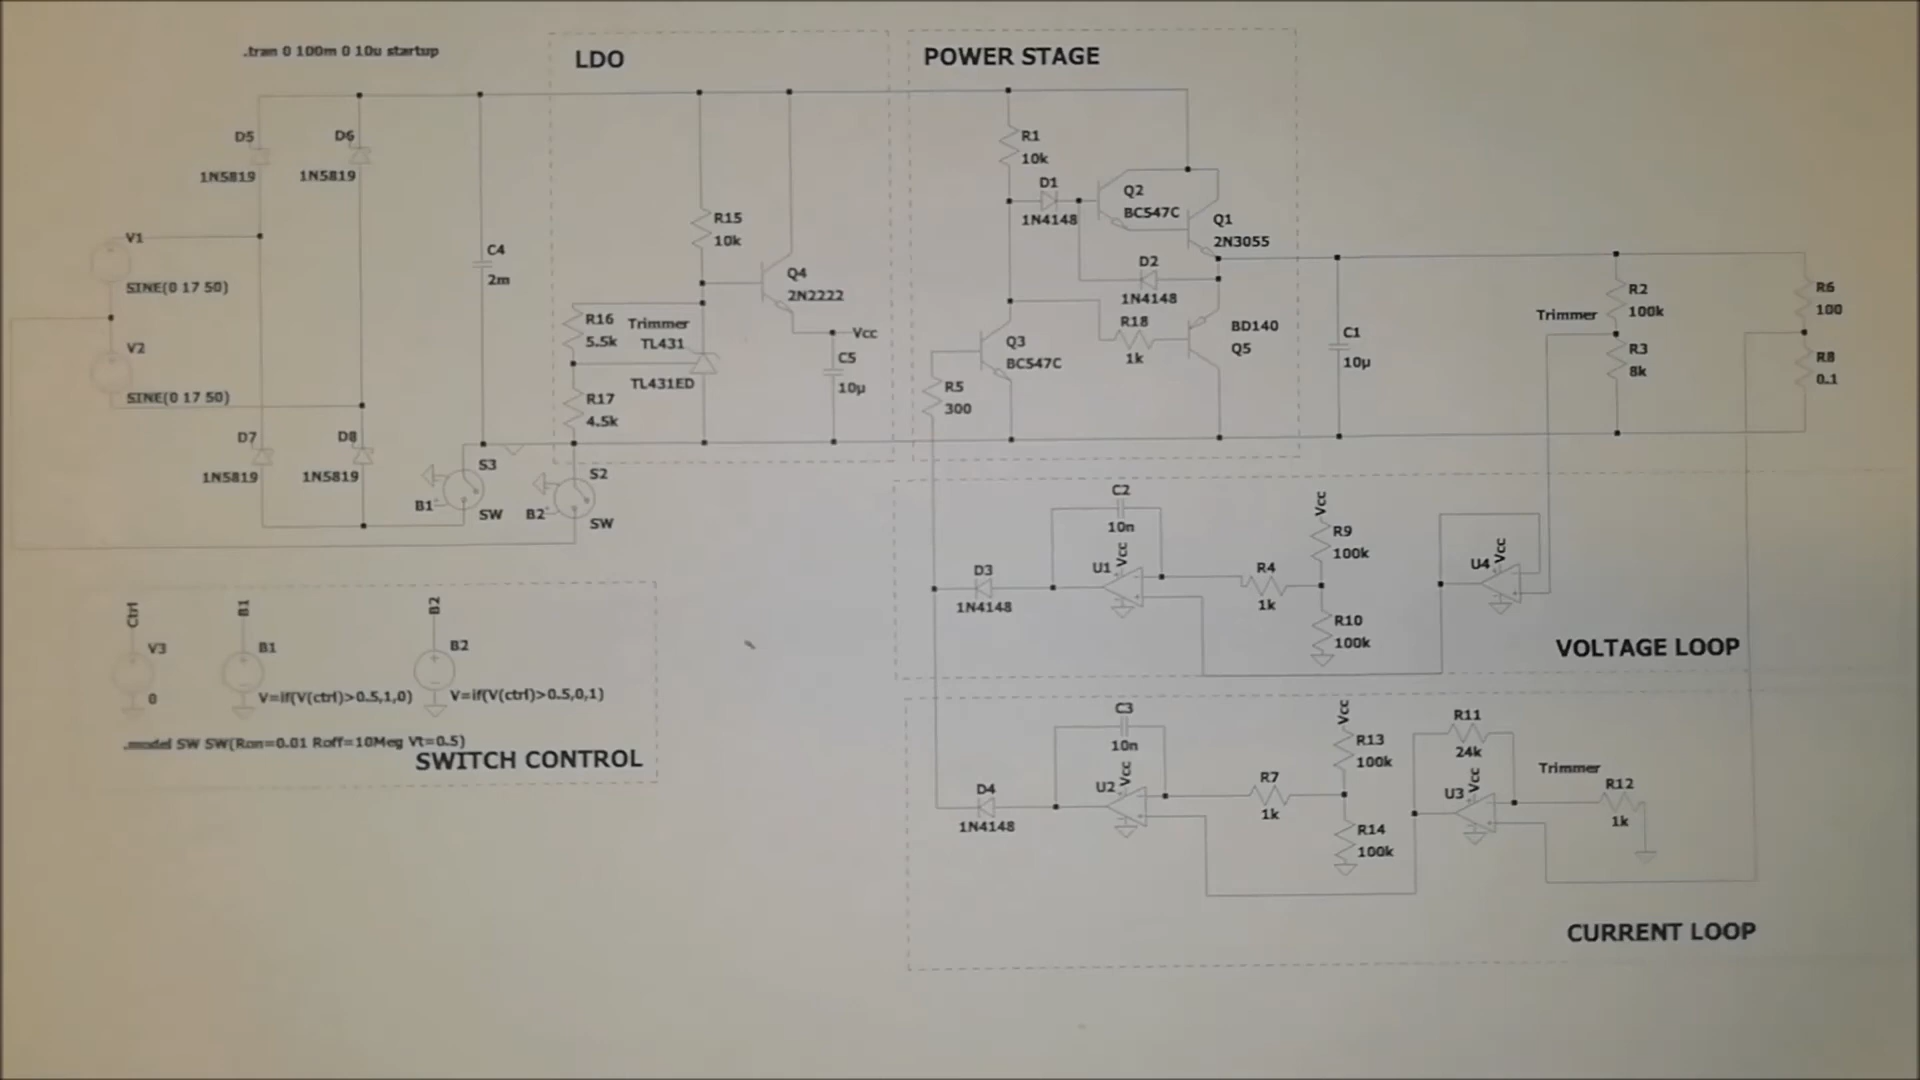 .tran 0 100m 0 10u startup
LDO
POWER STAGE
D5
1N5819
D6
1N5819
V1
SINE(0 17 50)
V2
SINE(0 17 50)
D7
1N5819
D8
1N5819
C4
2m
R15
10k
Q4
2N2222
R16
5.5k
Trimmer
TL431
TL431ED
R17
4.5k
Vcc
C5
10µ
S3
B1
SW
S2
B2
SW
R1
10k
D1
1N4148
Q2
BC547C
Q1
2N3055
D2
1N4148
R18
1k
BD140
Q5
Q3
BC547C
R5
300
C1
10µ
Trimmer
R2
100k
R3
8k
R6
100
R8
0.1
C2
10n
U1
Vcc
D3
1N4148
R4
1k
Vcc
R9
100k
R10
100k
U4
Vcc
VOLTAGE LOOP
Ctrl
V3
0
B1
B1
V=if(V(ctrl)>0.5,1,0)
B2
B2
V=if(V(ctrl)>0.5,0,1)
.model SW SW(Ron=0.01 Roff=10Meg Vt=0.5)
SWITCH CONTROL
C3
10n
U2
Vcc
D4
1N4148
R7
1k
Vcc
R13
100k
R14
100k
R11
24k
U3
Vcc
Trimmer
R12
1k
CURRENT LOOP